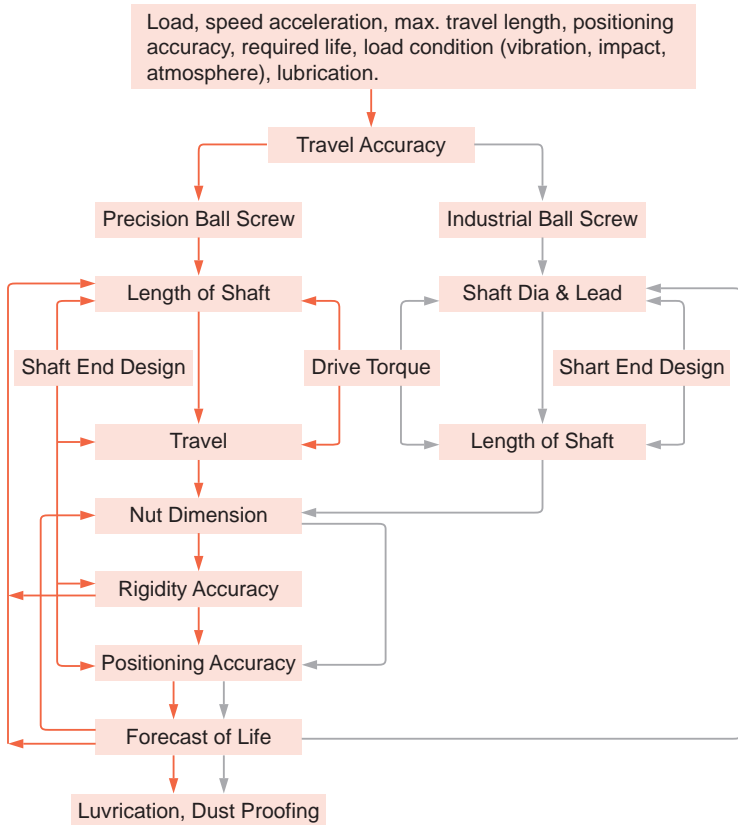 Load, speed acceleration, max. travel length, positioning
accuracy, required life, load condition (vibration, impact,
atmosphere), lubrication.
Travel Accuracy
Precision Ball Screw
Industrial Ball Screw
Length of Shaft
Shaft Dia & Lead
Shaft End Design
Drive Torque
Shart End Design
Travel
Length of Shaft
Nut Dimension
Rigidity Accuracy
Positioning Accuracy
Forecast of Life
Luvrication, Dust Proofing